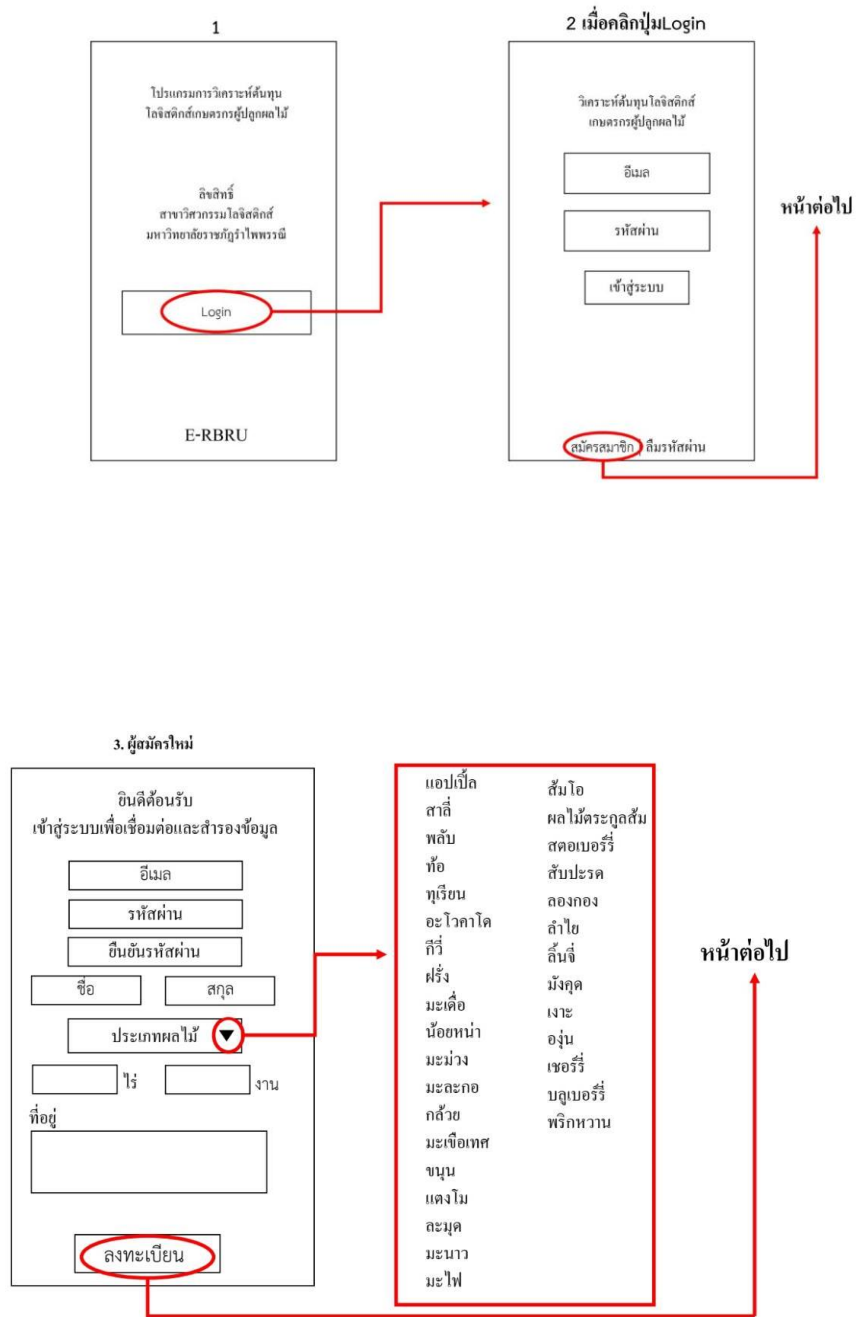 1
โปรแกรมการวิเคราะห์ต้นทุน
โลจิสติกส์เกษตรกรผู้ปลูกผลไม้
ลิขสิทธิ์
สาขาวิศวกรรมโลจิสติกส์
มหาวิทยาลัยราชภัฏรำไพพรรณี
Login
E-RBRU
2 เมื่อคลิกปุ่มLogin
วิเคราะห์ต้นทุนโลจิสติกส์
เกษตรกรผู้ปลูกผลไม้
อีเมล
รหัสผ่าน
เข้าสู่ระบบ
สมัครสมาชิก | ลืมรหัสผ่าน
หน้าต่อไป
3. ผู้สมัครใหม่
ยินดีต้อนรับ
เข้าสู่ระบบเพื่อเชื่อมต่อและสำรองข้อมูล
อีเมล
รหัสผ่าน
ยืนยันรหัสผ่าน
ชื่อ สกุล
ประเภทผลไม้
ไร่ งาน
ที่อยู่
ลงทะเบียน
แอปเปิ้ล
สาลี่
พลับ
ท้อ
ทุเรียน
อะโวคาโด
กีวี่
ฝรั่ง
มะเดื่อ
น้อยหน่า
มะม่วง
มะละกอ
กล้วย
มะเขือเทศ
ขนุน
แตงโม
ละมุด
มะนาว
มะไฟ
ส้มโอ
ผลไม้ตระกูลส้ม
สตอเบอร์รี่
สับปะรด
ลองกอง
ลำไย
ลิ้นจี่
มังคุด
เงาะ
องุ่น
เชอร์รี่
บลูเบอร์รี่
พริกหวาน
หน้าต่อไป